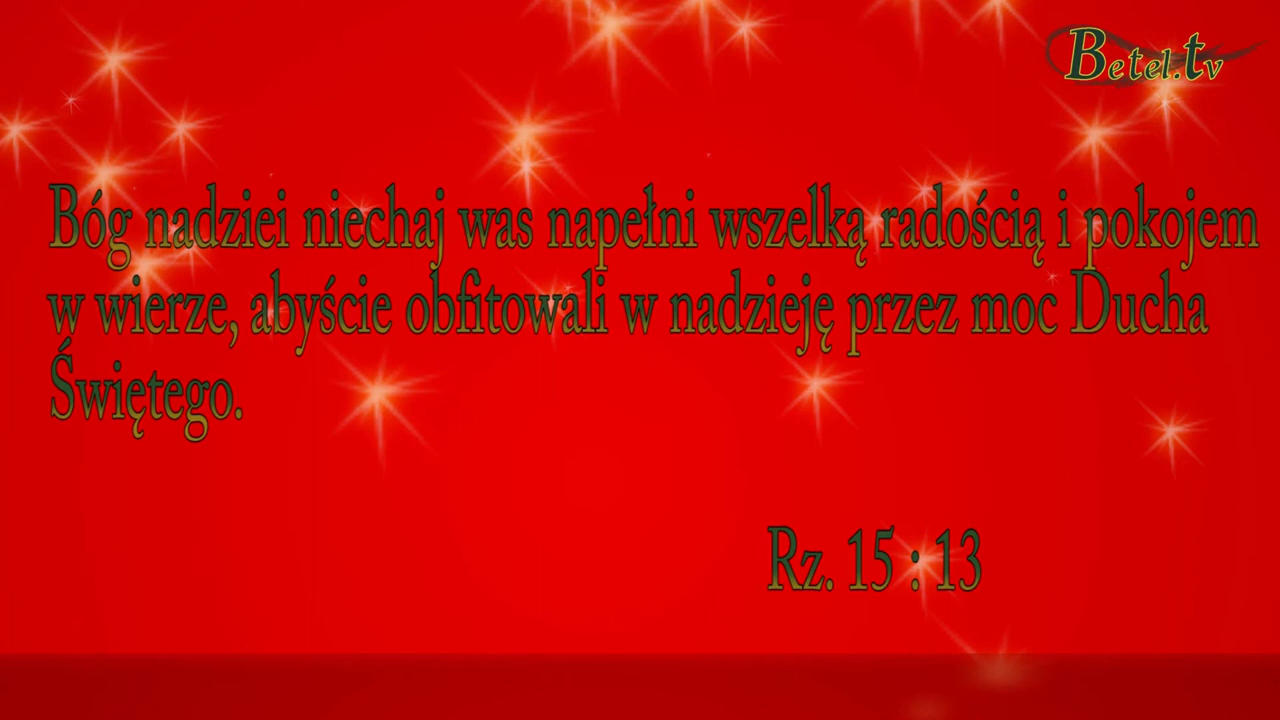 Betel.tv
Bóg nadziei niechaj was napełni wszelką radością i pokojem
w wierze, abyście obfitowali w nadzieję przez moc Ducha
Świętego.
Rz. 15 : 13